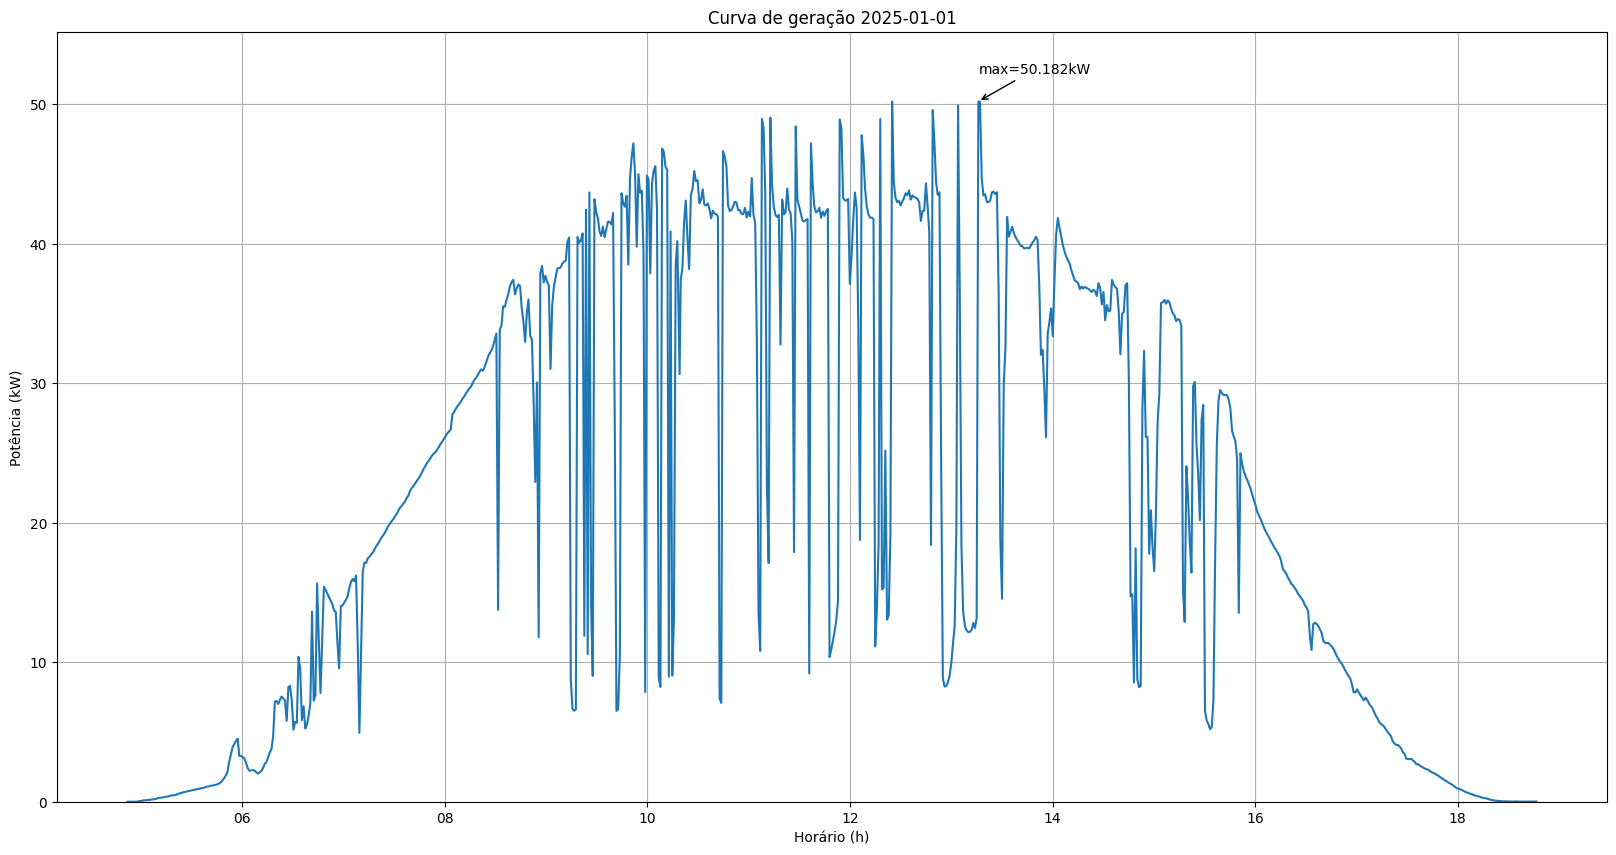 Curva de geração 2025-01-01
max=50.182kW
50
40
30
20
10
0
Potência (kW)
06 08 10 12 14 16 18
Horário (h)